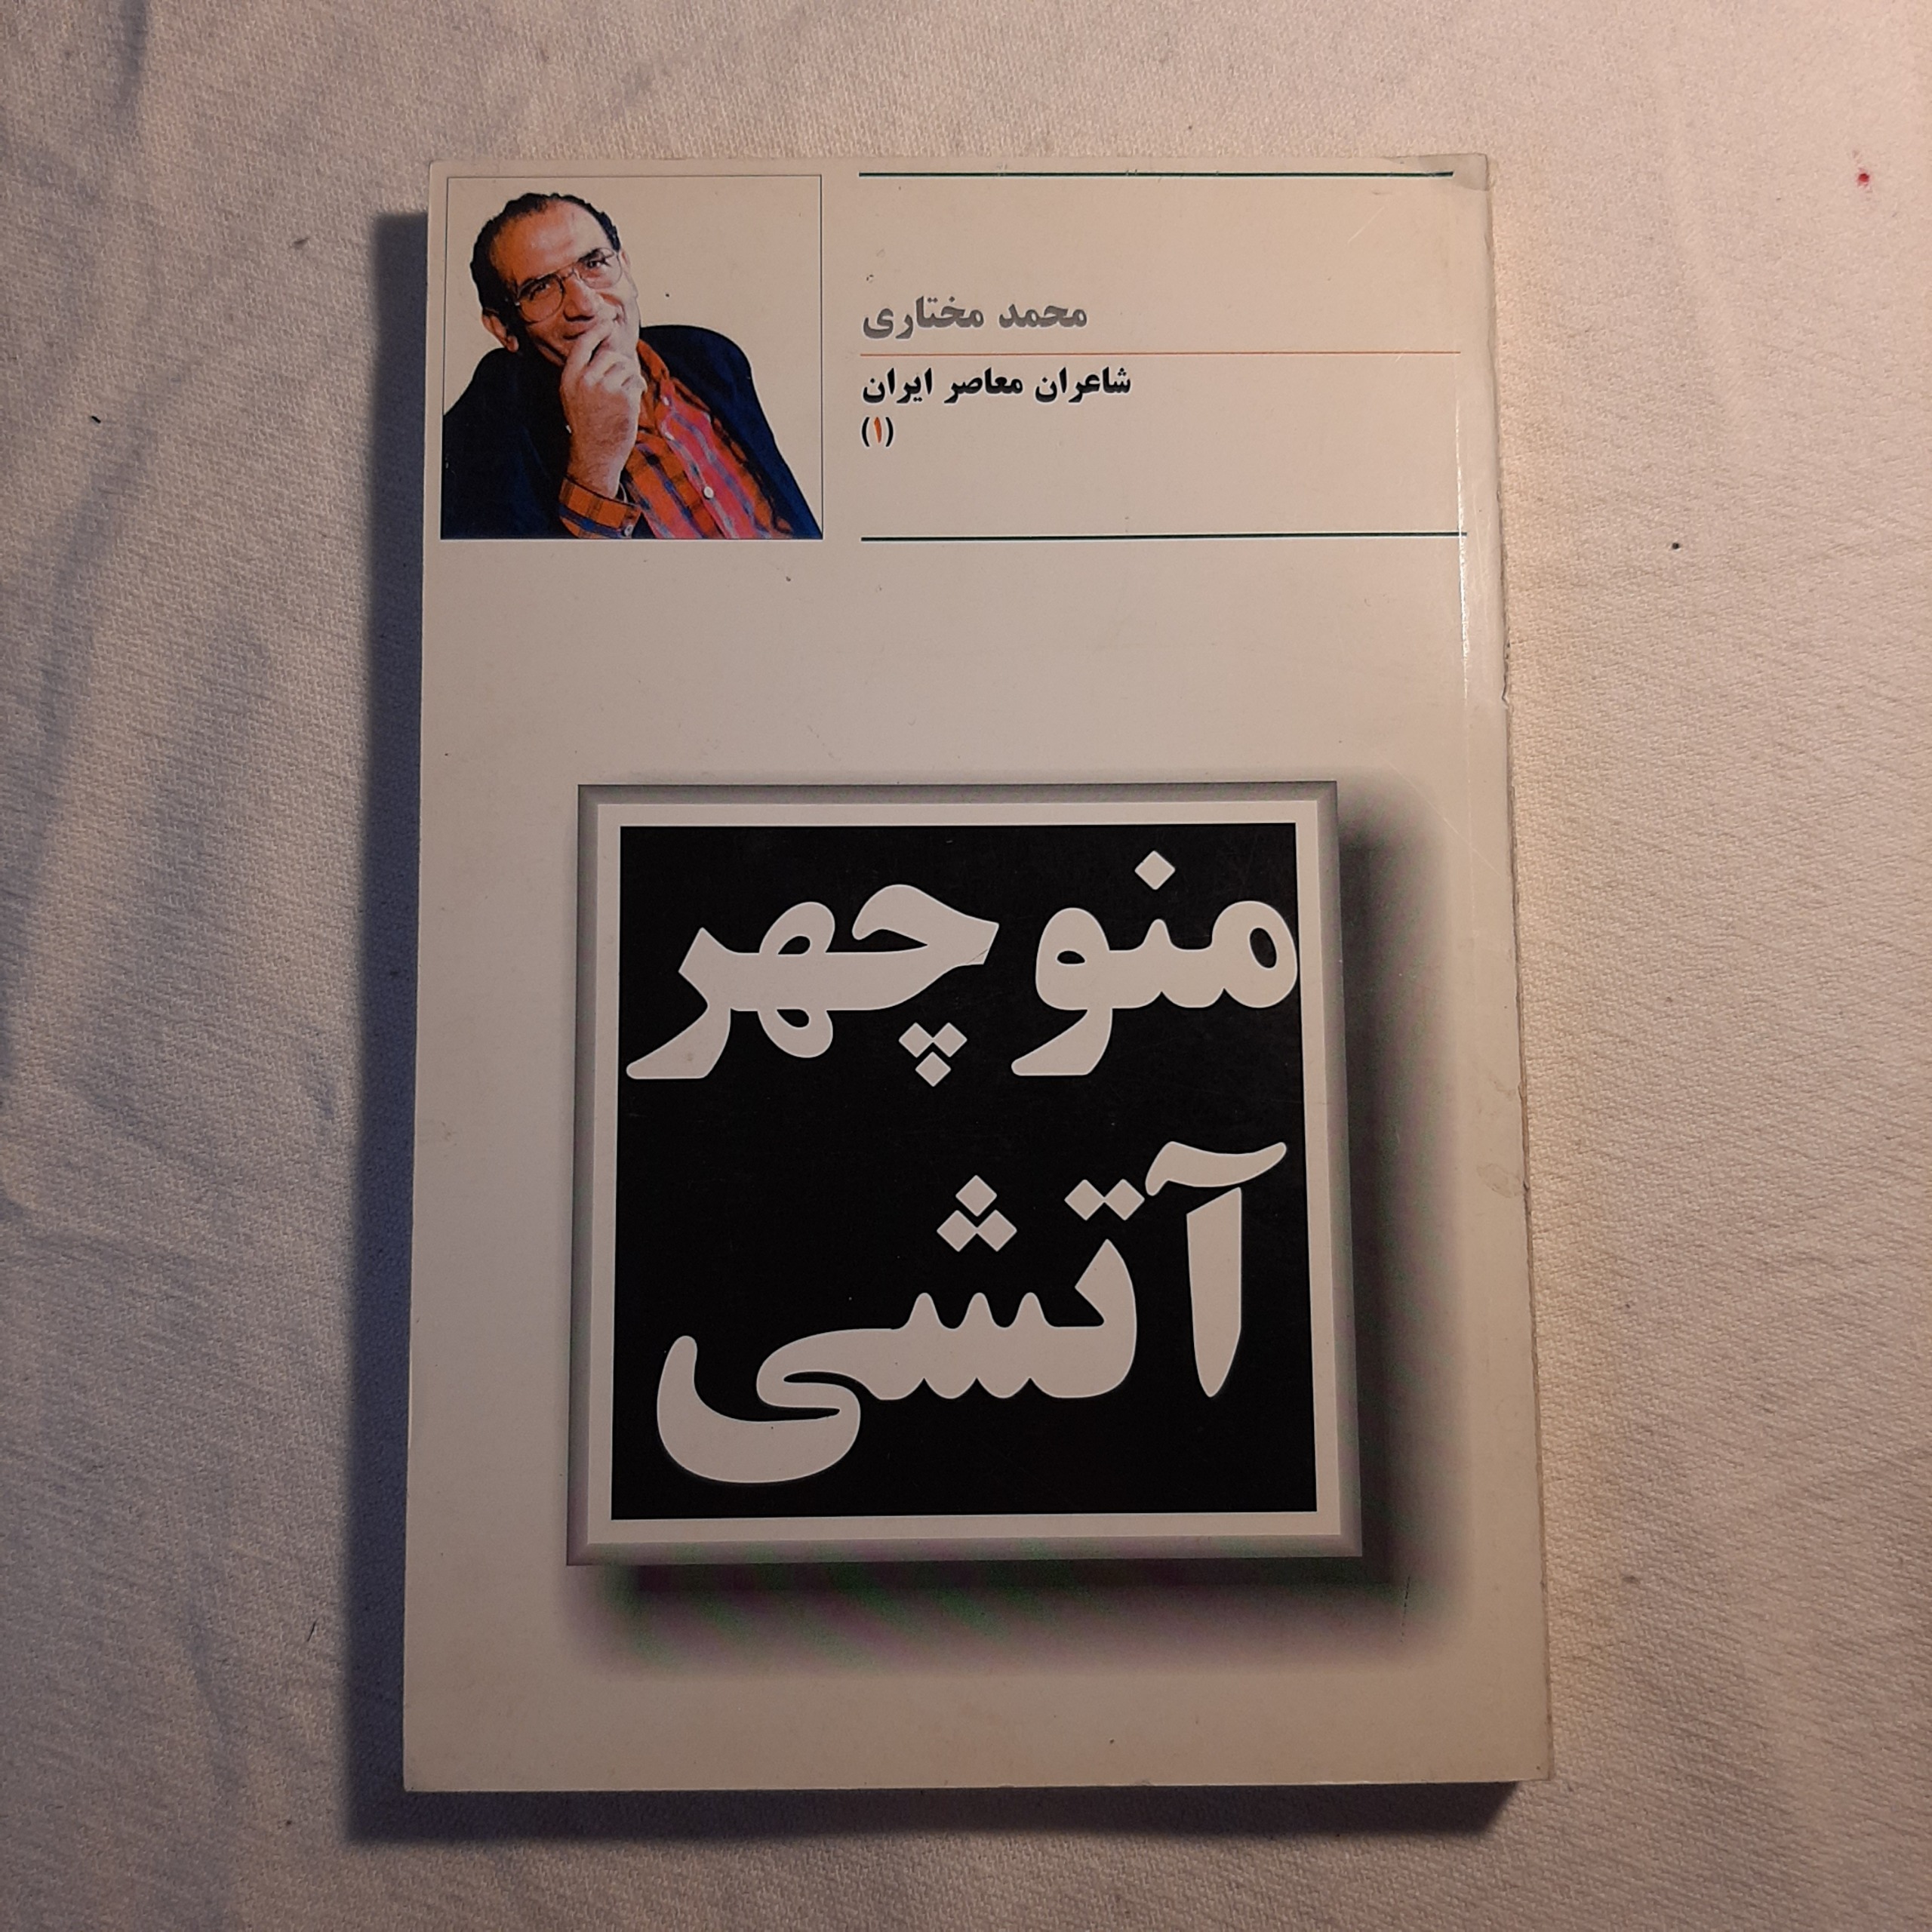 محمد مختاری
شاعران معاصر ایران
(۱)
منوچهر
آتشی